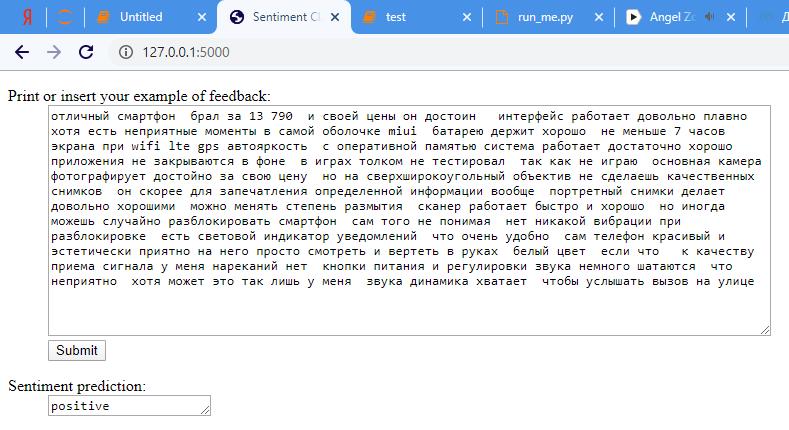 Я
Untitled
Sentiment Cl
test
run_me.py
Angel Zo
127.0.0.1:5000
Print or insert your example of feedback:
отличный смартфон  брал за 13 790  и своей цены он достоин   интерфейс работает довольно плавно
хотя есть неприятные моменты в самой оболочке miui  батарею держит хорошо  не меньше 7 часов
экрана при wifi lte gps автояркость  с оперативной памятью система работает достаточно хорошо
приложения не закрываются в фоне  в играх толком не тестировал  так как не играю  основная камера
фотографирует достойно за свою цену  но на сверхширокоугольный объектив не сделаешь качественных
снимков  он скорее для запечатления определенной информации вообще  портретный снимки делает
довольно хорошими  можно менять степень размытия  сканер работает быстро и хорошо  но иногда
можешь случайно разблокировать смартфон  сам того не понимая  нет никакой вибрации при
разблокировке  есть световой индикатор уведомлений  что очень удобно  сам телефон красивый и
эстетически приятно на него просто смотреть и вертеть в руках  белый цвет  если что   к качеству
приема сигнала у меня нареканий нет  кнопки питания и регулировки звука немного шатаются  что
неприятно  хотя может это так лишь у меня  звука динамика хватает  чтобы услышать вызов на улице
Submit
Sentiment prediction:
positive